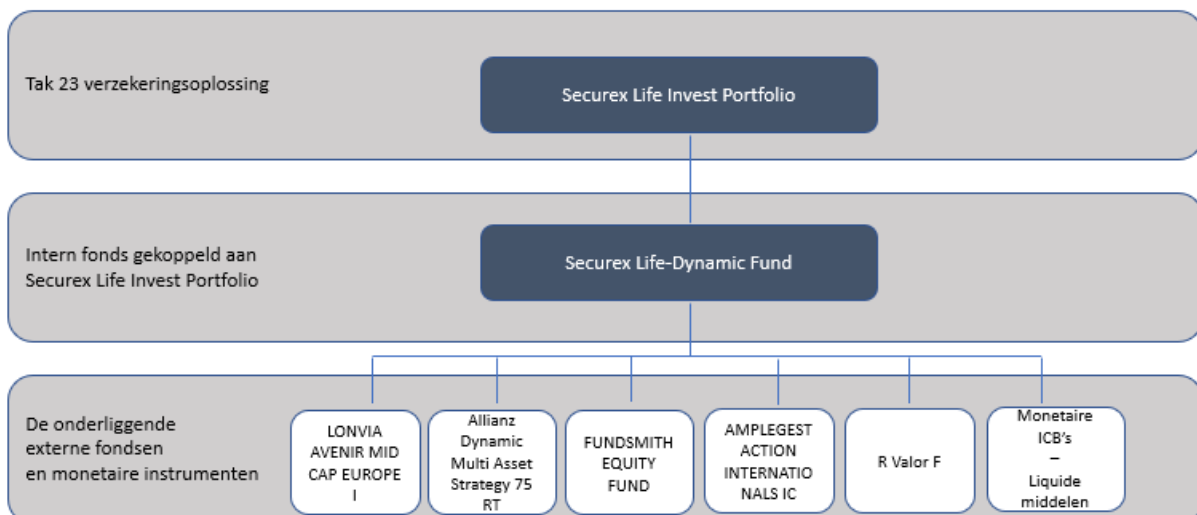 Tak 23 verzekeringsoplossing
Securex Life Invest Portfolio
Intern fonds gekoppeld aan
Securex Life Invest Portfolio
Securex Life-Dynamic Fund
De onderliggende
externe fondsen
en monetaire instrumenten
LONVIA
AVENIR MID
CAP EUROPE
I
Allianz
Dynamic
Multi Asset
Strategy 75
RT
FUNDSMITH
EQUITY
FUND
AMPLEGEST
ACTION
INTERNATIO
NALS IC
R Valor F
Monetaire
ICB's
–
Liquide
middelen